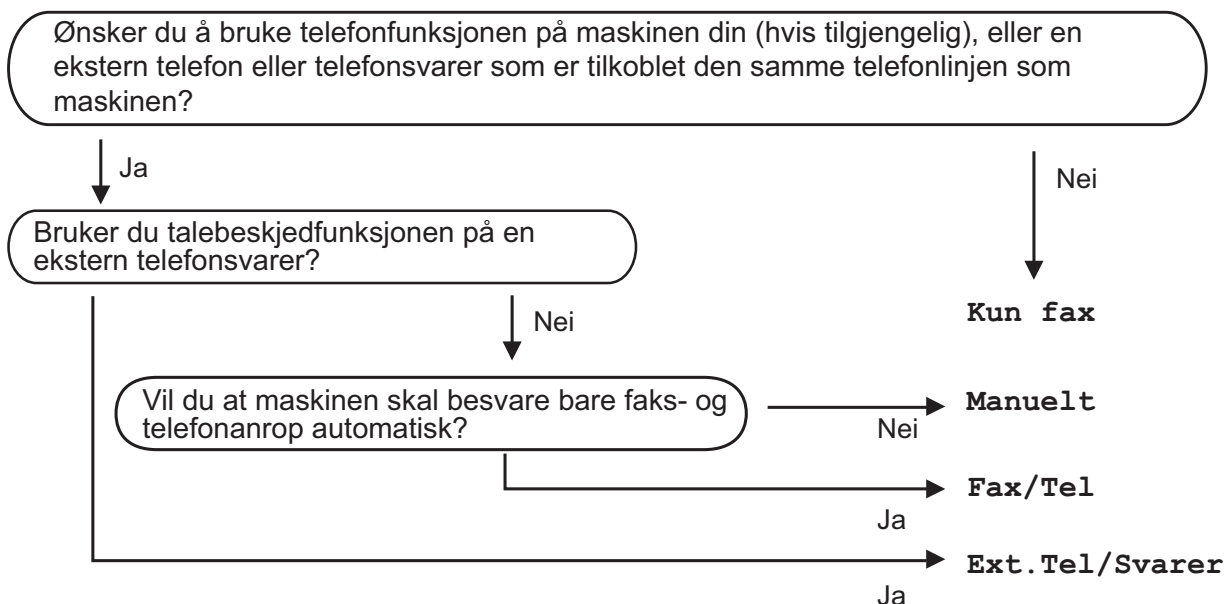 Ønsker du å bruke telefonfunksjonen på maskinen din (hvis tilgjengelig), eller en
ekstern telefon eller telefonsvarer som er tilkoblet den samme telefonlinjen som
maskinen?
Ja
Nei
Bruker du talebeskjedfunksjonen på en
ekstern telefonsvarer?
Nei
Kun fax
Vil du at maskinen skal besvare bare faks- og
telefonanrop automatisk?
Nei
Manuelt
Ja
Fax/Tel
Ja
Ext.Tel/Svarer